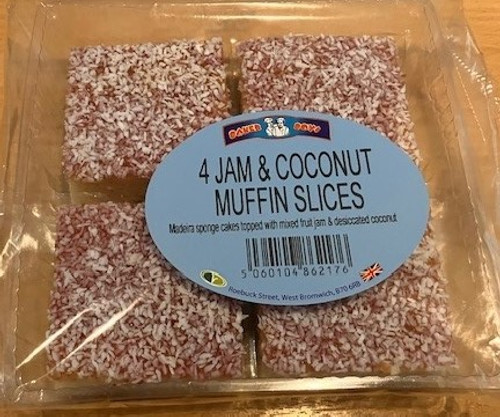 BAKER BOYS
4 JAM & COCONUT
MUFFIN SLICES
Madeira sponge cakes topped with mixed fruit jam & desiccated coconut
5 060104 862176
Roebuck Street, West Bromwich, B70 6RB